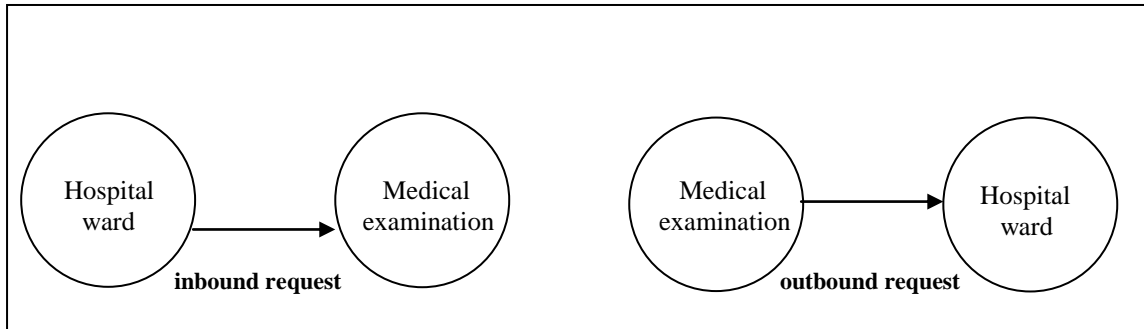 Hospital
ward
Medical
examination
inbound request
Medical
examination
Hospital
ward
outbound request